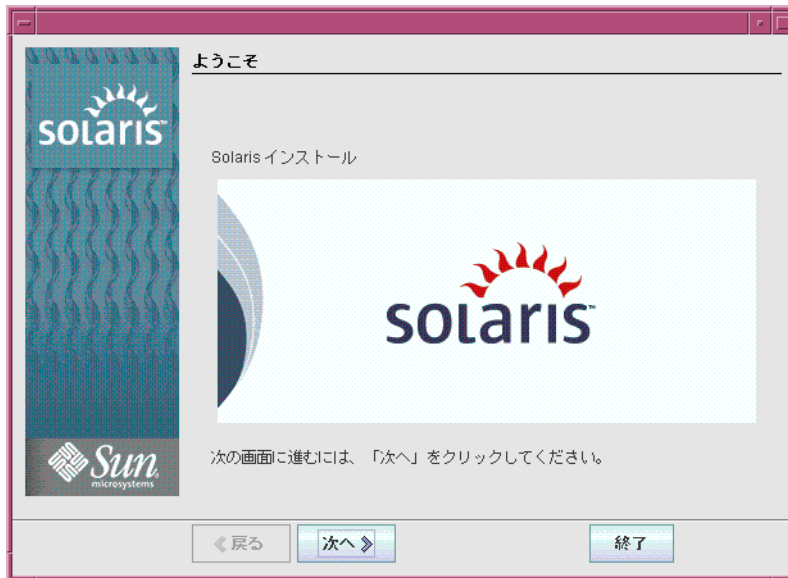 ようこそ
solaris™
Solaris インストール
solaris™
Sun
microsystems
次の画面に進むには、「次へ」をクリックしてください。
戻る
次へ
終了